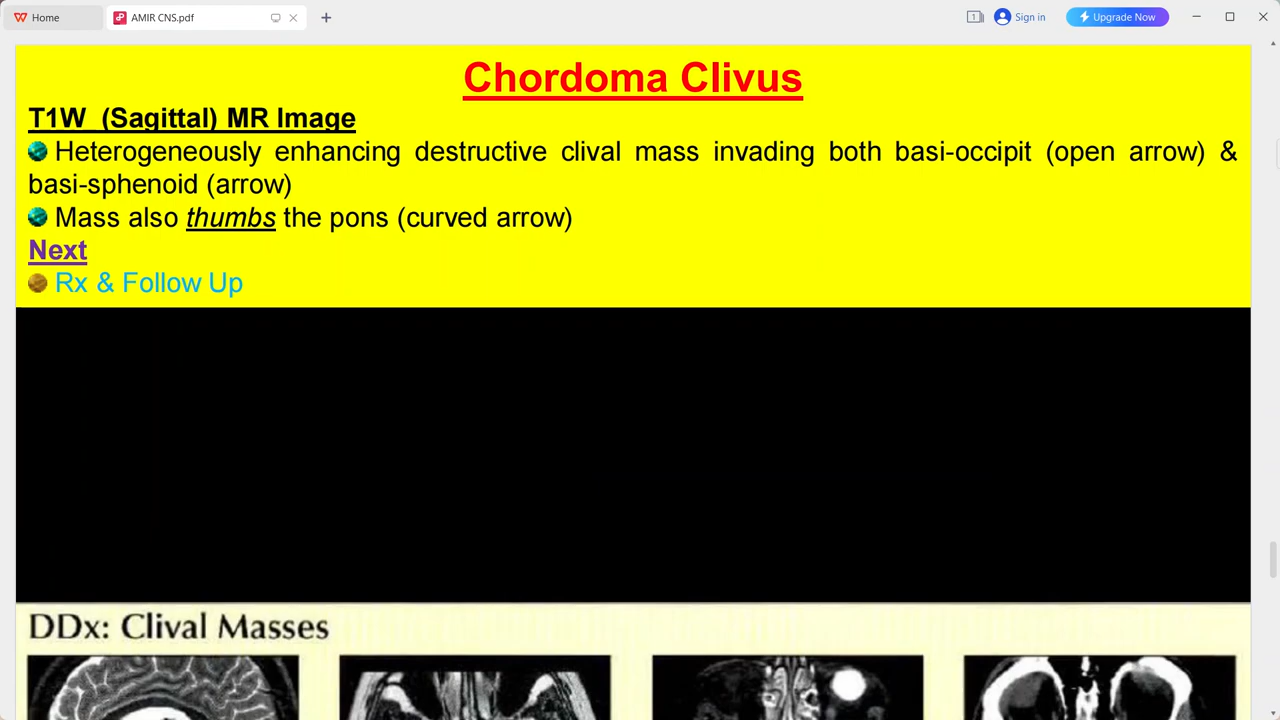 Home
AMIR CNS.pdf
1
Sign in
Upgrade Now
Chordoma Clivus
T1W (Sagittal) MR Image
Heterogeneously enhancing destructive clival mass invading both basi-occipit (open arrow) &
basi-sphenoid (arrow)
Mass also thumbs the pons (curved arrow)
Next
Rx & Follow Up
DDx: Clival Masses